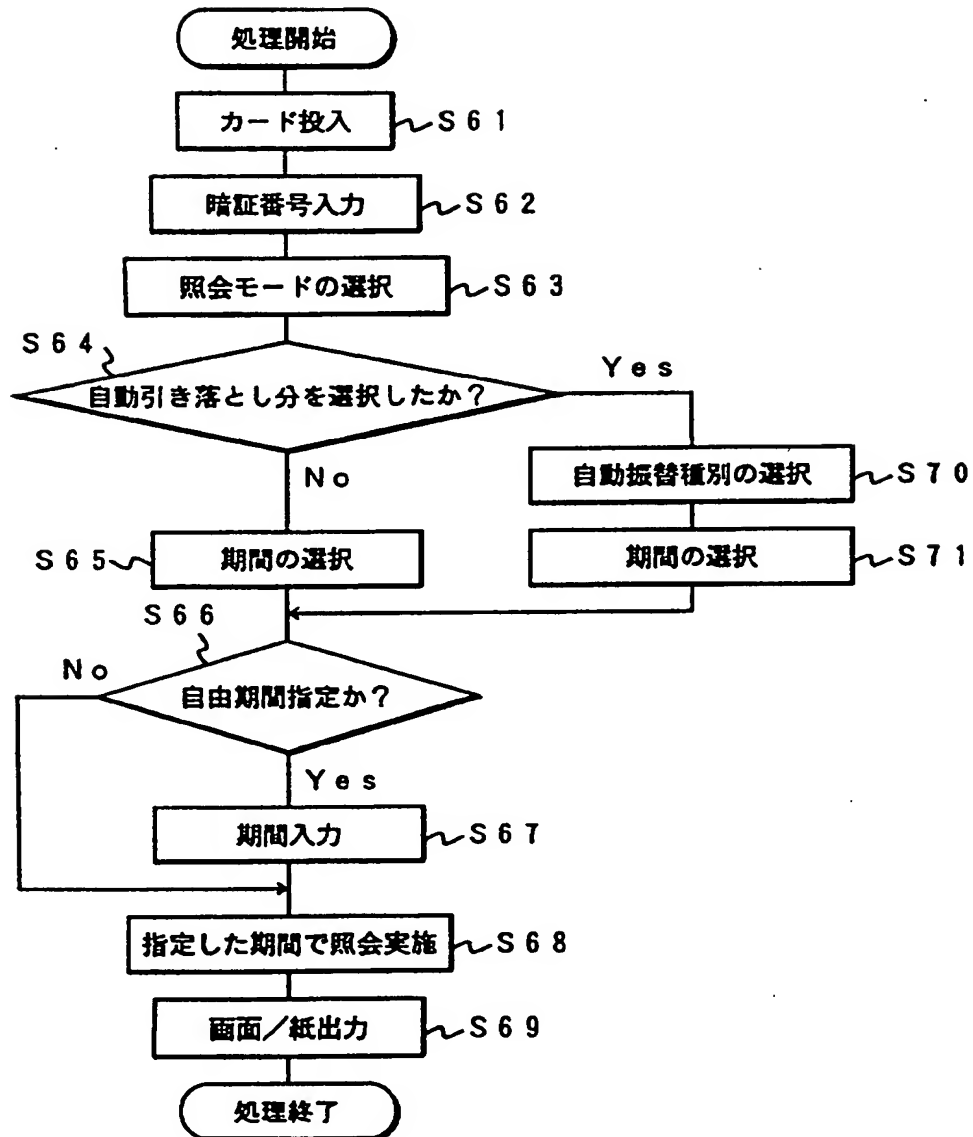 処理開始
カード投入
S61
暗証番号入力
S62
照会モードの選択
S63
S64
自動引き落とし分を選択したか?
Yes
No
自動振替種別の選択
S70
S65
期間の選択
期間の選択
S71
S66
No
自由期間指定か?
Yes
期間入力
S67
指定した期間で照会実施
S68
画面/紙出力
S69
処理終了